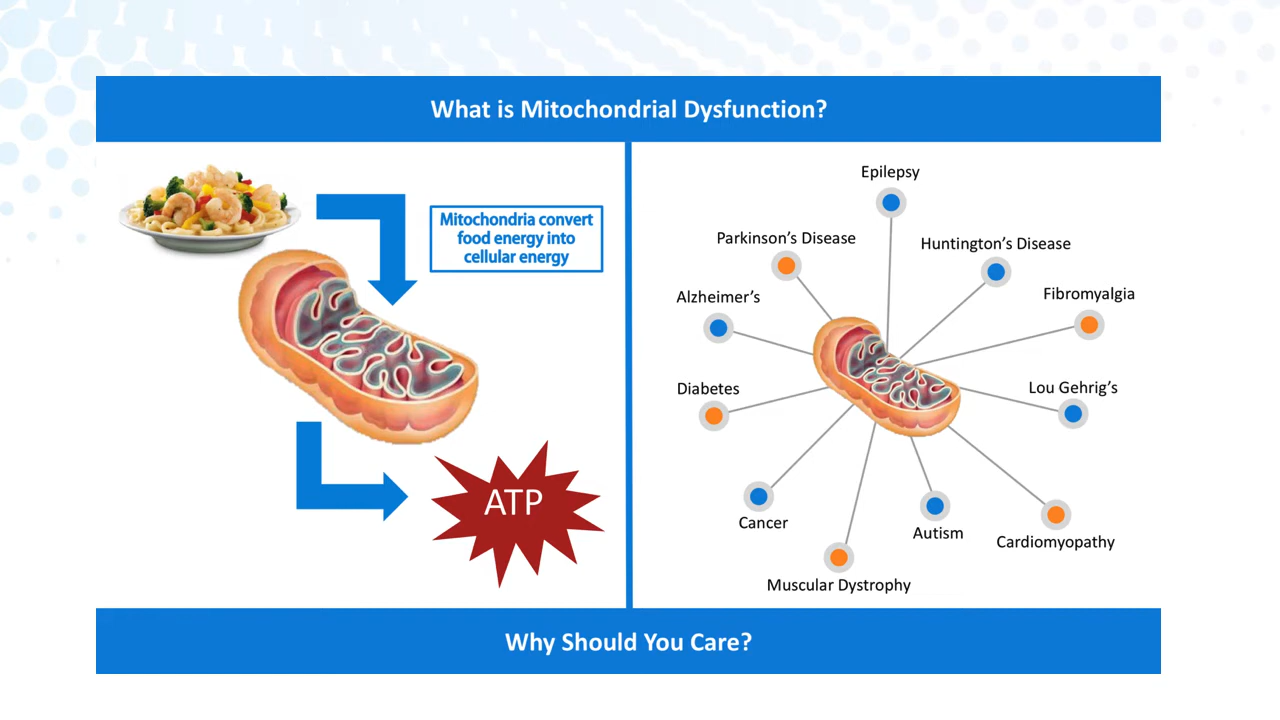 What is Mitochondrial Dysfunction?
Mitochondria convert
food energy into
cellular energy
ATP
Epilepsy
Parkinson's Disease
Huntington's Disease
Alzheimer's
Fibromyalgia
Diabetes
Lou Gehrig's
Cancer
Autism
Cardiomyopathy
Muscular Dystrophy
Why Should You Care?